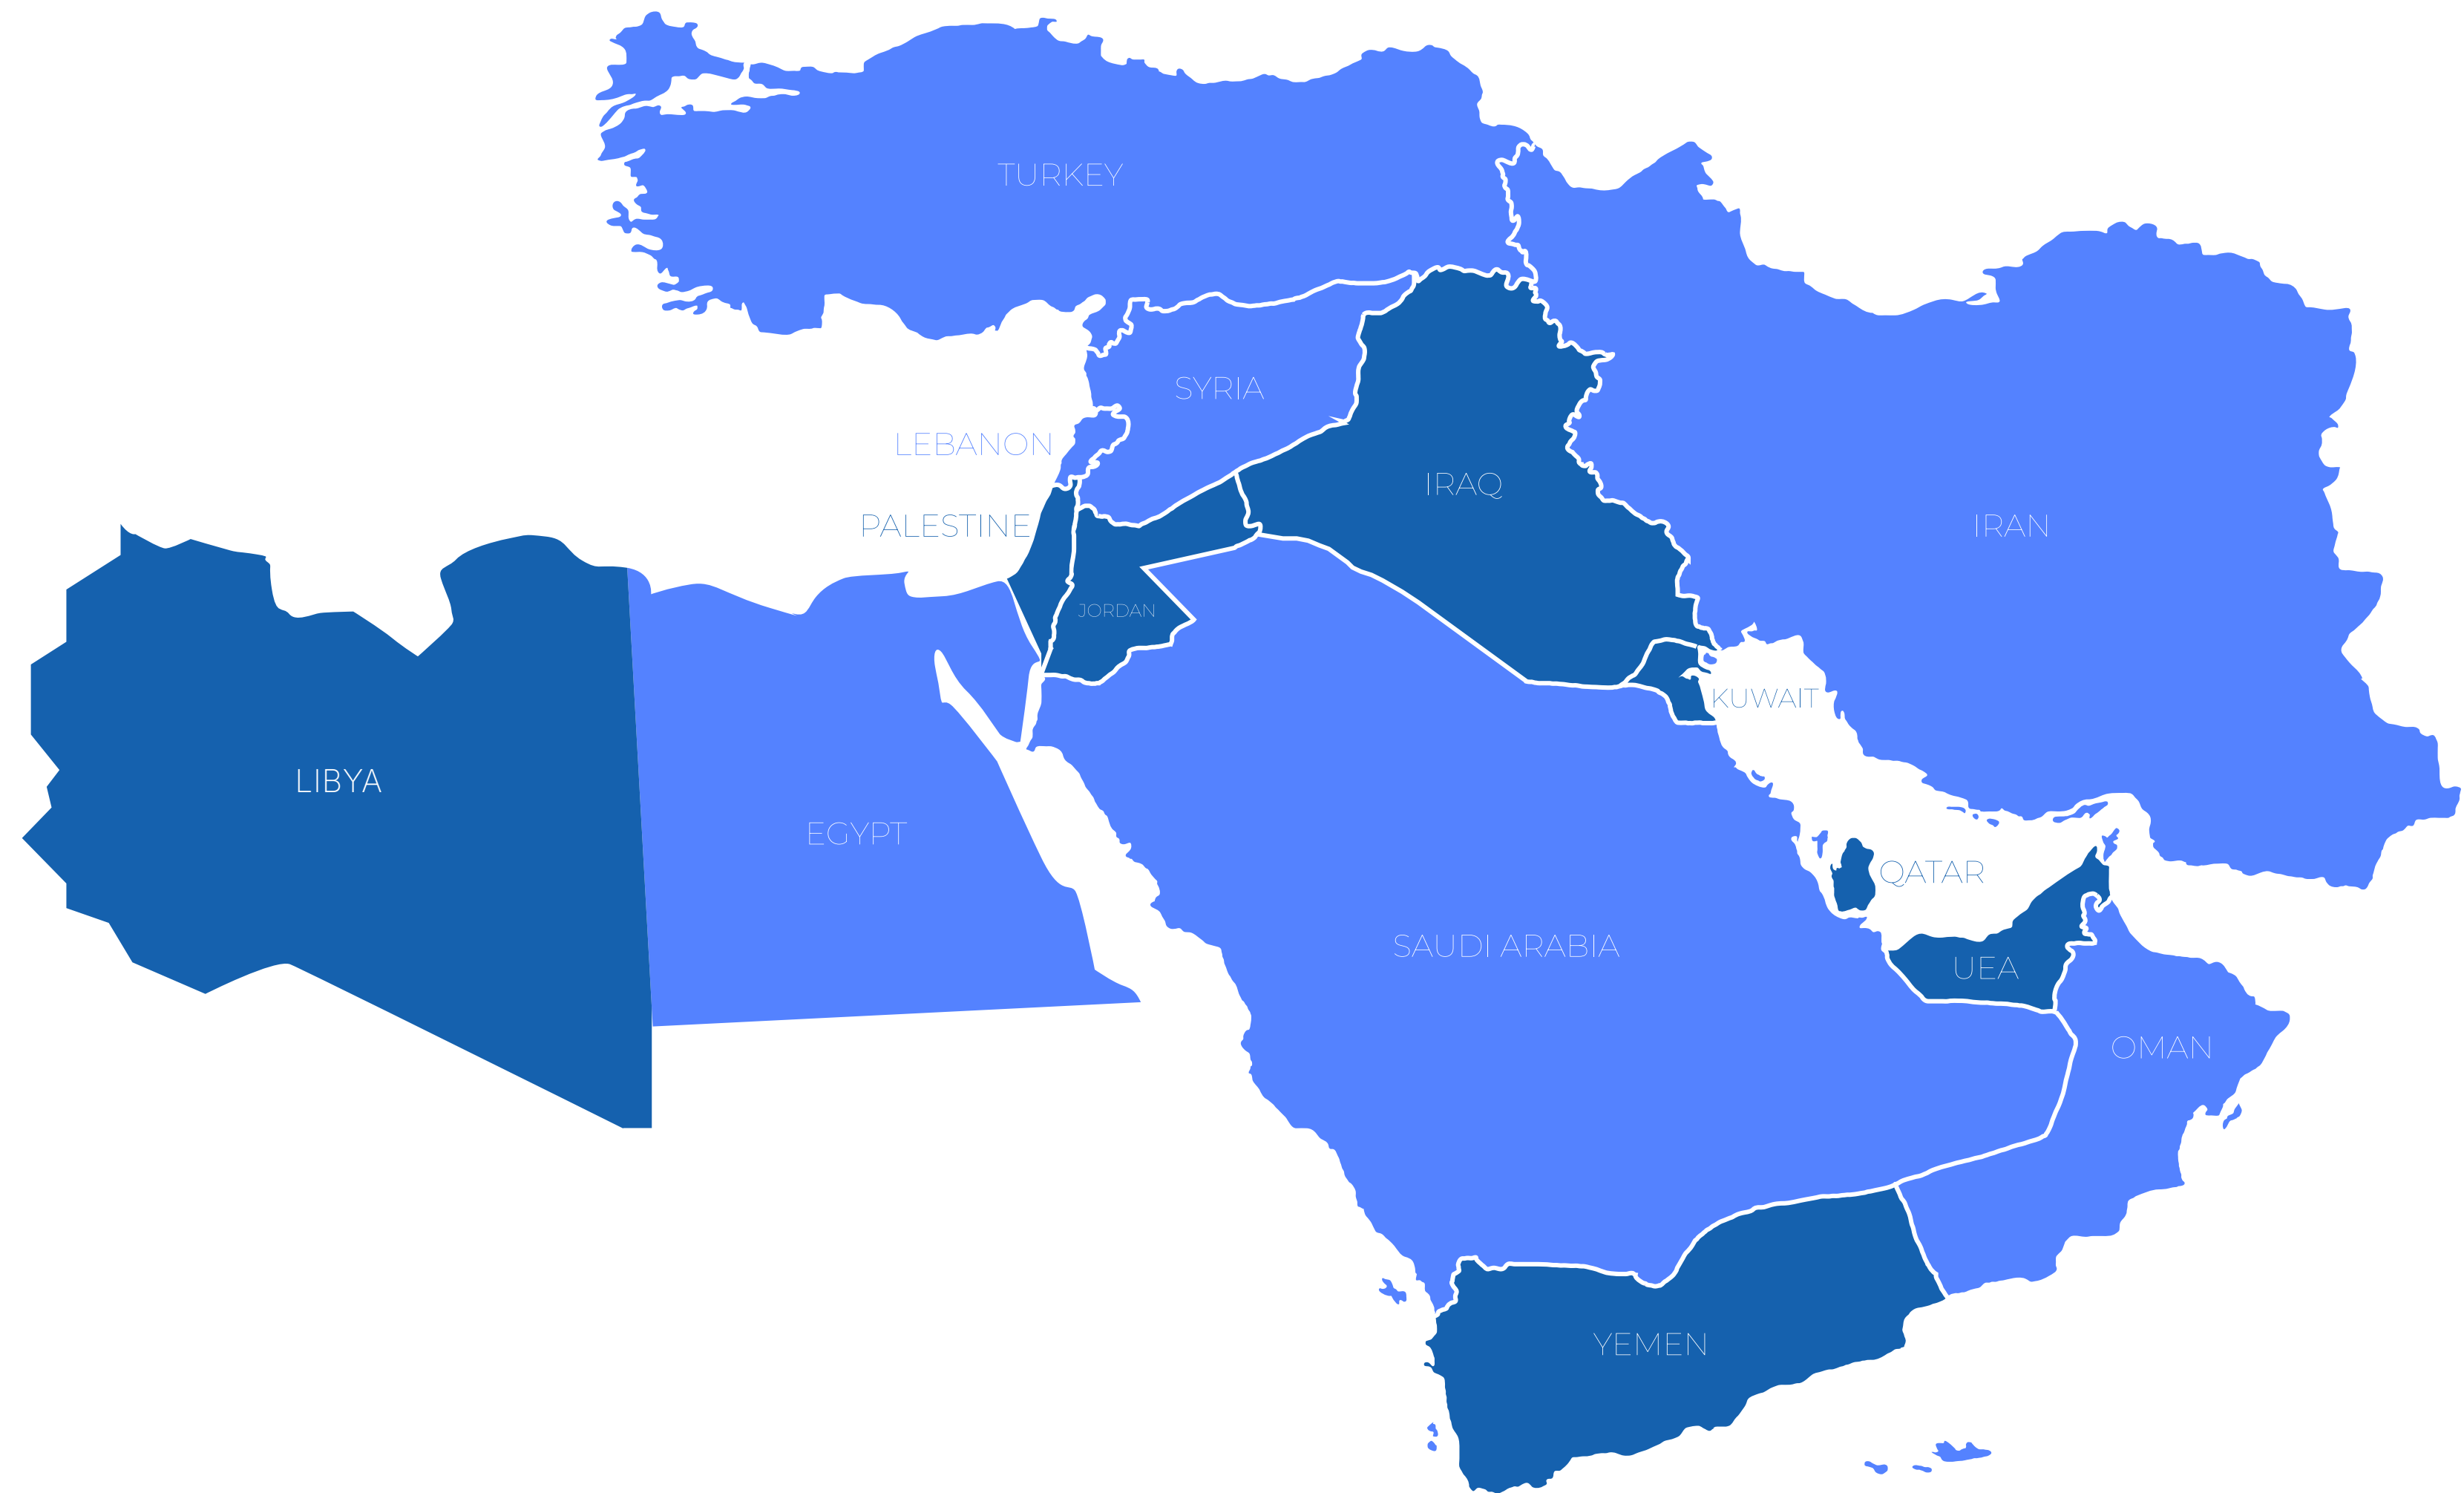 TURKEY
SYRIA
LEBANON
IRAQ
PALESTINE
IRAN
JORDAN
KUWAIT
LIBYA
EGYPT
QATAR
SAUDI ARABIA
UEA
OMAN
YEMEN